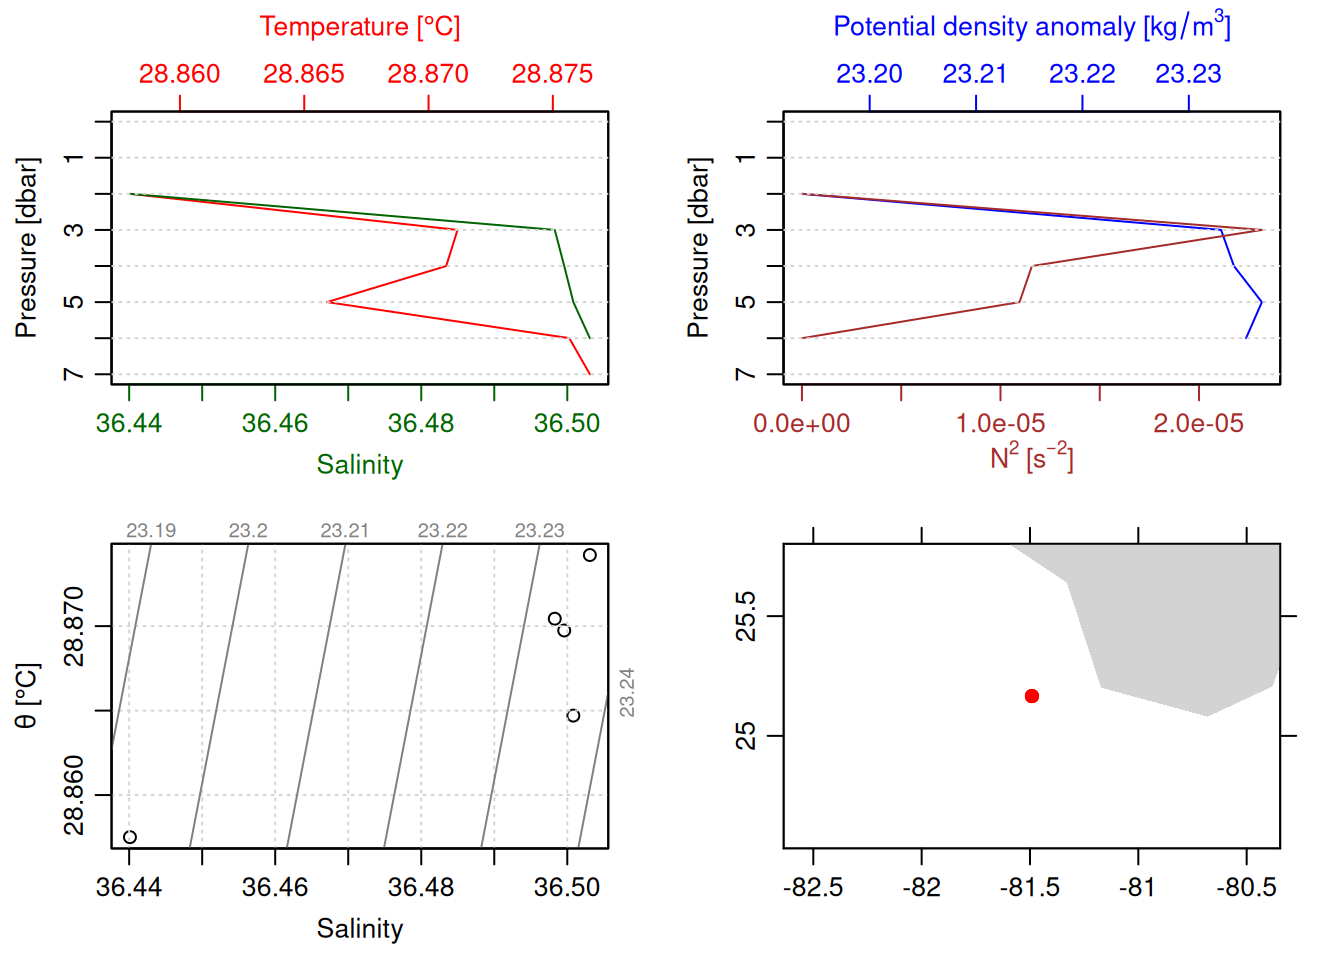 Temperature [°C]
28.860 28.865 28.870 28.875
Pressure [dbar]
1
3
5
7
36.44 36.46 36.48 36.50
Salinity
Potential density anomaly [kg/m³]
23.20 23.21 23.22 23.23
Pressure [dbar]
1
3
5
7
0.0e+00 1.0e-05 2.0e-05
N² [s⁻²]
23.19 23.2 23.21 23.22 23.23
23.24
θ [°C]
28.870
28.860
36.44 36.46 36.48 36.50
Salinity
25.5
25
-82.5 -82 -81.5 -81 -80.5